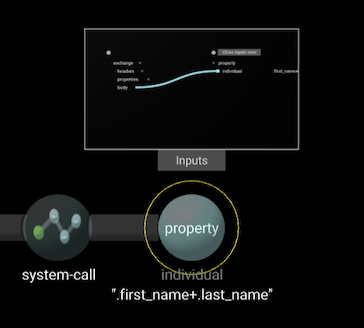 Close inputs view
exchange
property
headers
individual
.first_name+
properties
body
Inputs
property
system-call
individual
".first_name+.last_name"